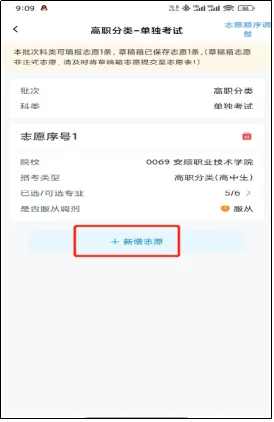 9:09
高职分类-单独考试
志愿顺序调整
本批次科类可填报志愿1条,草稿箱已保存志愿1条,(草稿箱志愿
非正式志愿，请及时将草稿箱志愿提交至志愿表!)
批次 高职分类
科类 单独考试
志愿序号1
院校 0069 安顺职业技术学院
招考类型 高职分类(高中生)
已选/可选专业 5/6 >
是否服从调剂 服从
+ 新增志愿